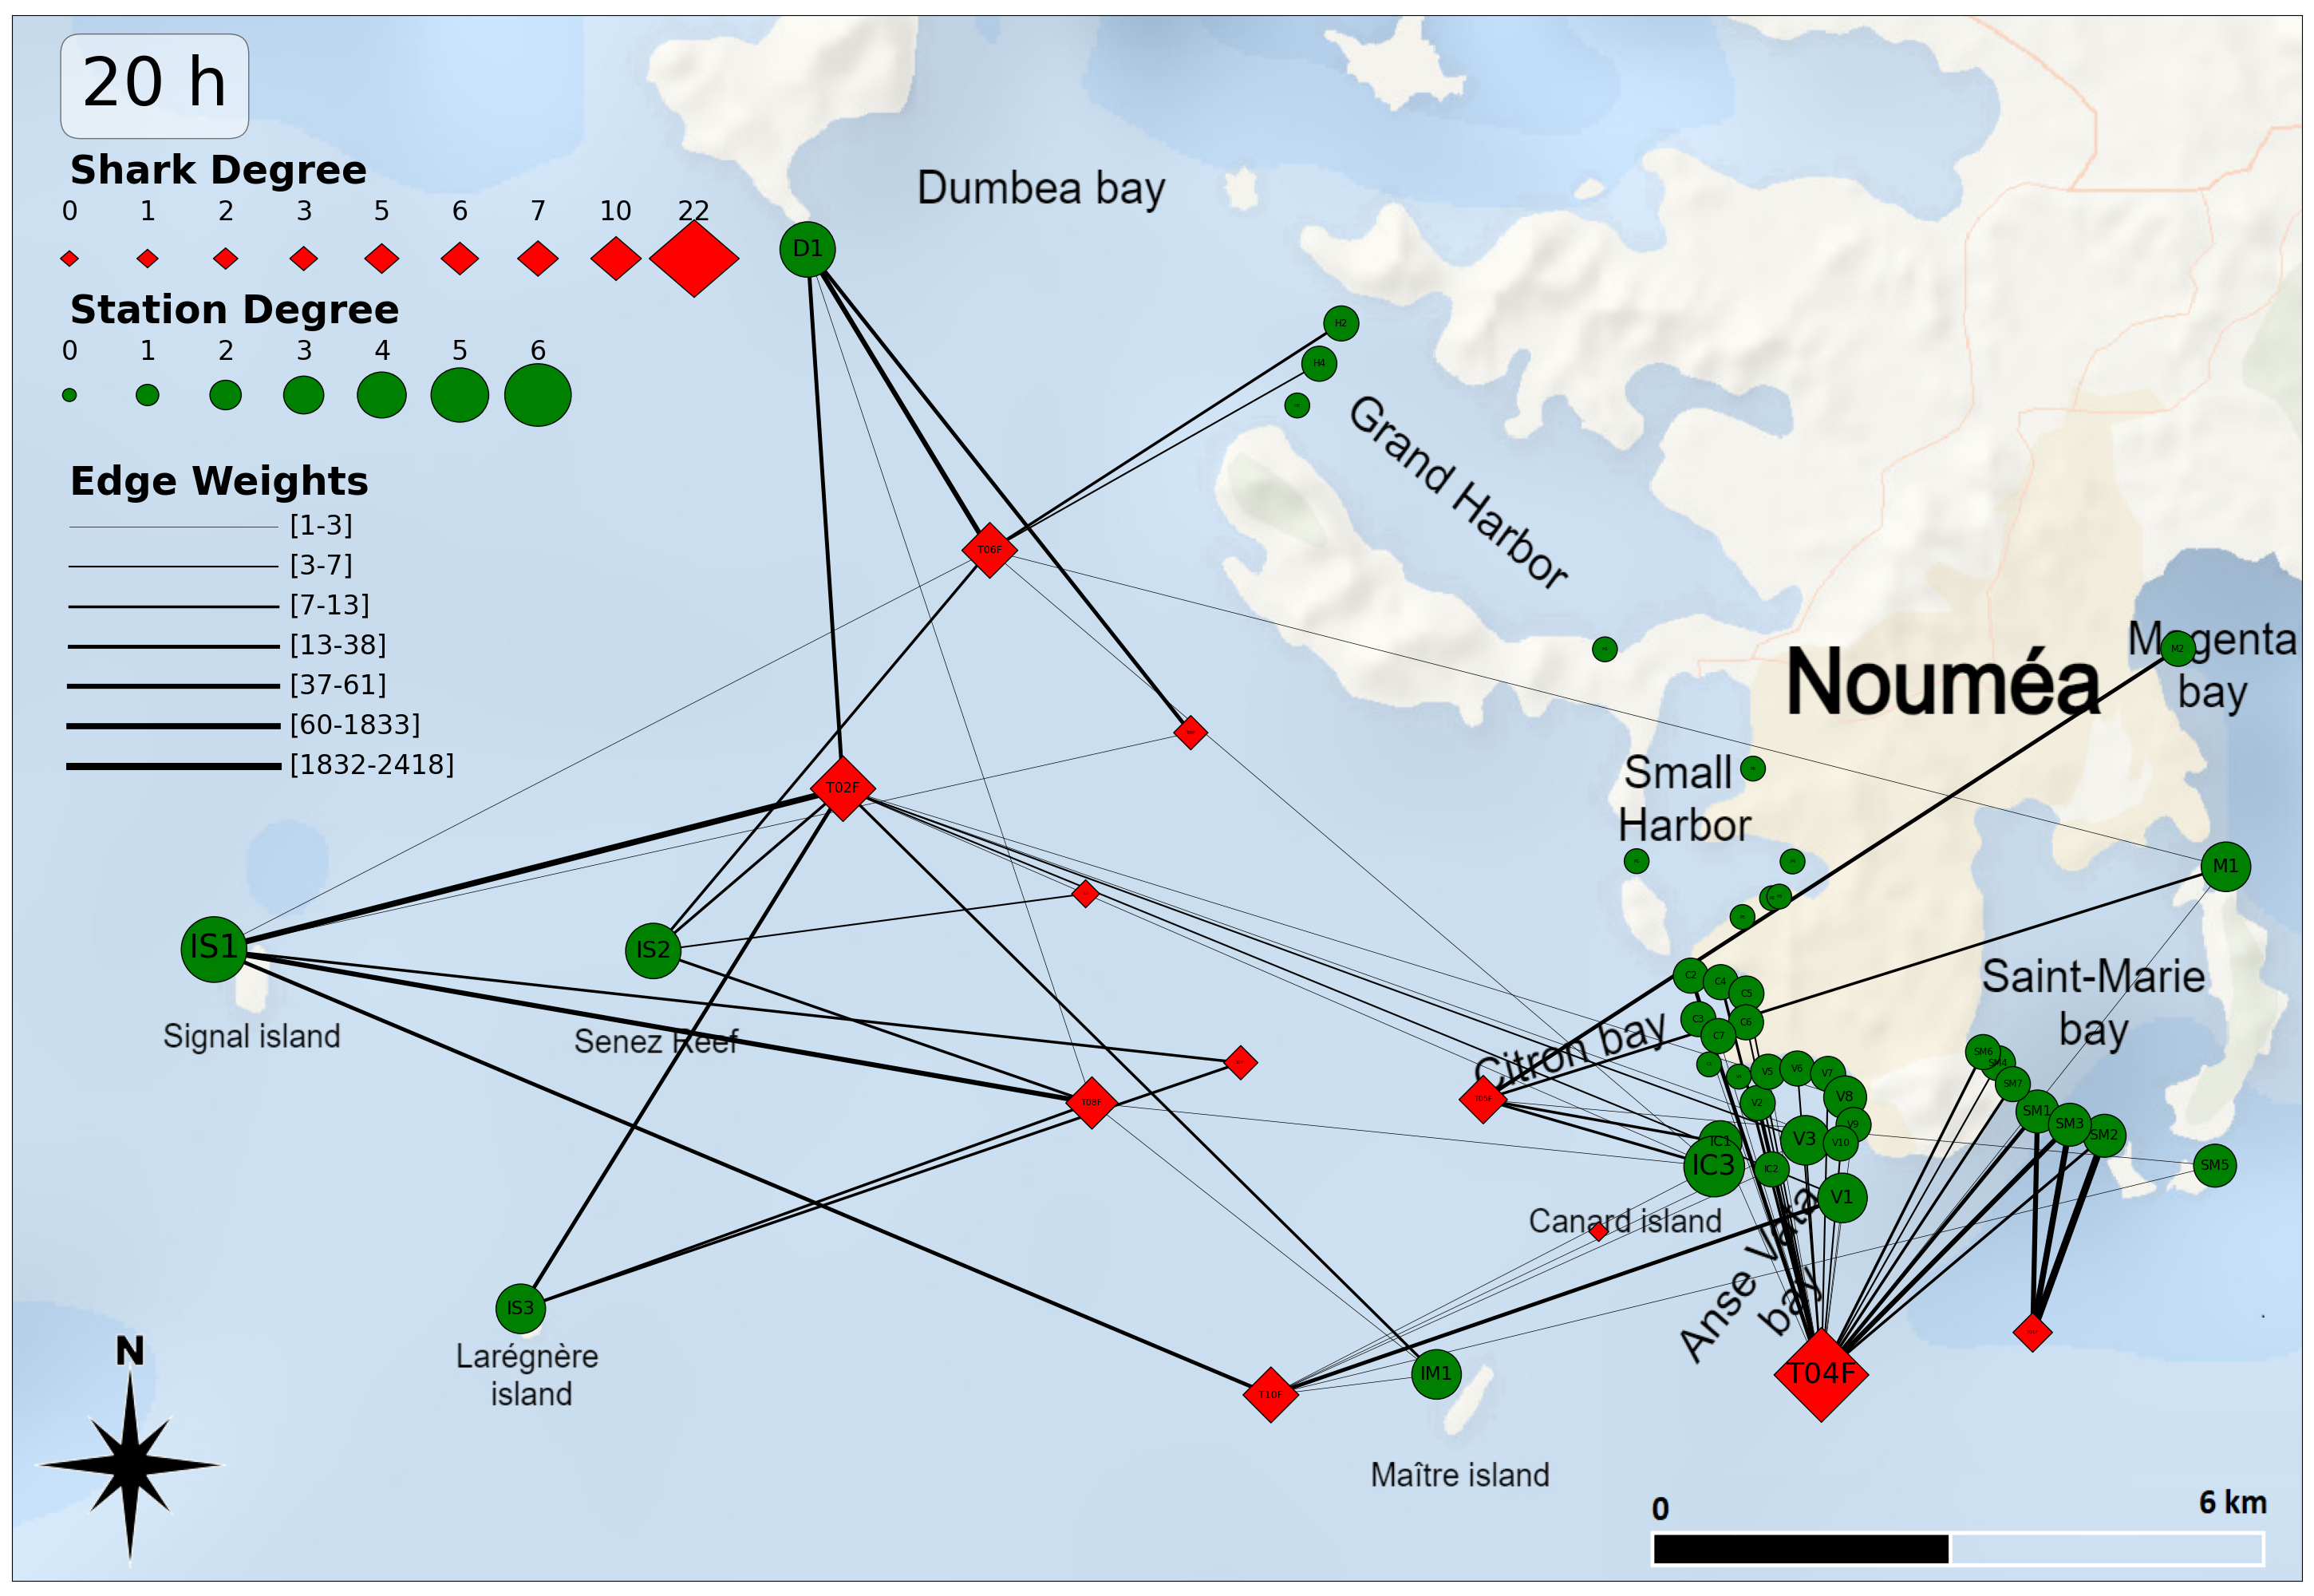 20 h
Shark Degree
0 1 2 3 5 6 7 10 22
Station Degree
0 1 2 3 4 5 6
Edge Weights
[1-3]
[3-7]
[7-13]
[13-38]
[37-61]
[60-1833]
[1832-2418]
Dumbea bay
D1
H2
H4
Grand Harbor
T06F
Magenta
bay
M2
Nouméa
Small
Harbor
T02F
M1
IS1
IS2
Signal island
Senez Reef
Saint-Marie
bay
Citron bay
C2
C4
C5
C3
C6
C7
SM6
SM4
SM7
SM1
SM3
SM2
SM5
V5
V6
V7
V2
V8
V9
V3
V10
V1
IC1
IC3
IC2
T08F
T05F
Canard island
Anse Vata
bay
IS3
Larégnère
island
T10F
IM1
T04F
Maître island
N
0
6 km